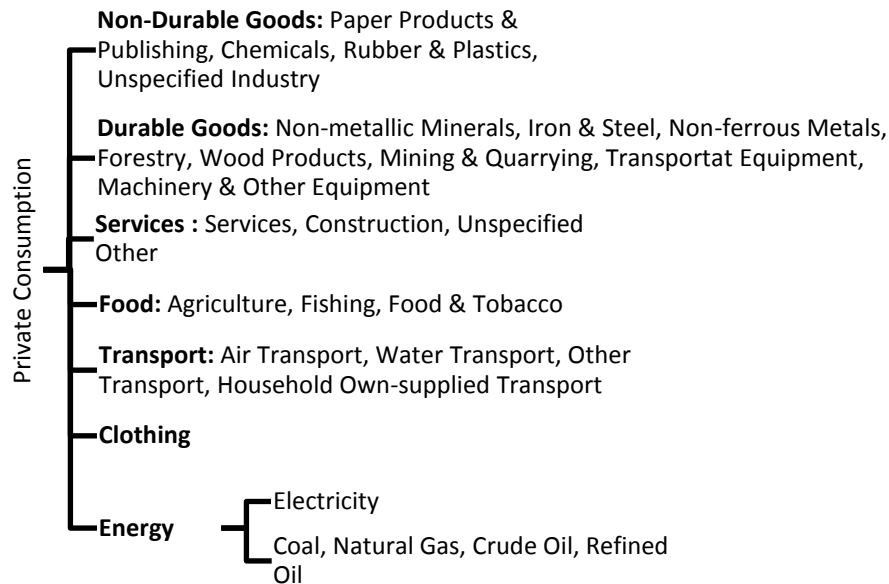 Private Consumption
Non-Durable Goods: Paper Products &
Publishing, Chemicals, Rubber & Plastics,
Unspecified Industry
Durable Goods: Non-metallic Minerals, Iron & Steel, Non-ferrous Metals,
Forestry, Wood Products, Mining & Quarrying, Transportat Equipment,
Machinery & Other Equipment
Services : Services, Construction, Unspecified
Other
Food: Agriculture, Fishing, Food & Tobacco
Transport: Air Transport, Water Transport, Other
Transport, Household Own-supplied Transport
Clothing
Energy
Electricity
Coal, Natural Gas, Crude Oil, Refined
Oil